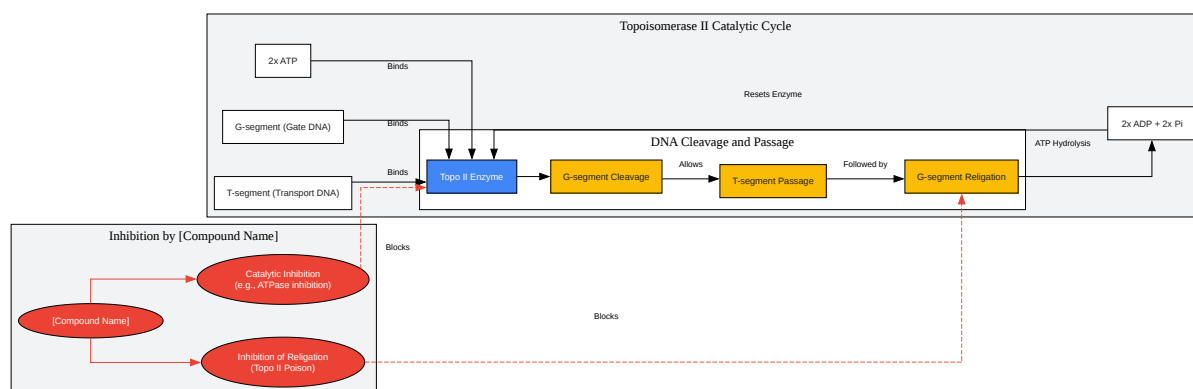 Topoisomerase II Catalytic Cycle
2x ATP
Binds
Resets Enzyme
G-segment (Gate DNA)
Binds
2x ADP + 2x Pi
DNA Cleavage and Passage
ATP Hydrolysis
T-segment (Transport DNA)
Binds
Topo II Enzyme
G-segment Cleavage
Allows
T-segment Passage
Followed by
G-segment Religation
Inhibition by [Compound Name]
Blocks
Catalytic Inhibition
(e.g., ATPase inhibition)
[Compound Name]
Blocks
Inhibition of Religation
(Topo II Poison)